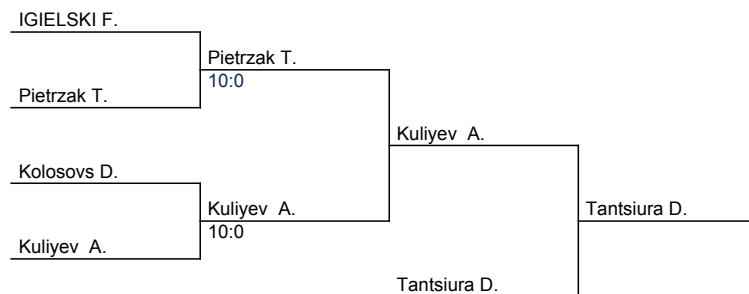 IGIELSKI F.
Pietrzak T.
10:0
Pietrzak T.
Kuliyev A.
Kolosovs D.
Kuliyev A.
10:0
Tantsiura D.
Kuliyev A.
Tantsiura D.